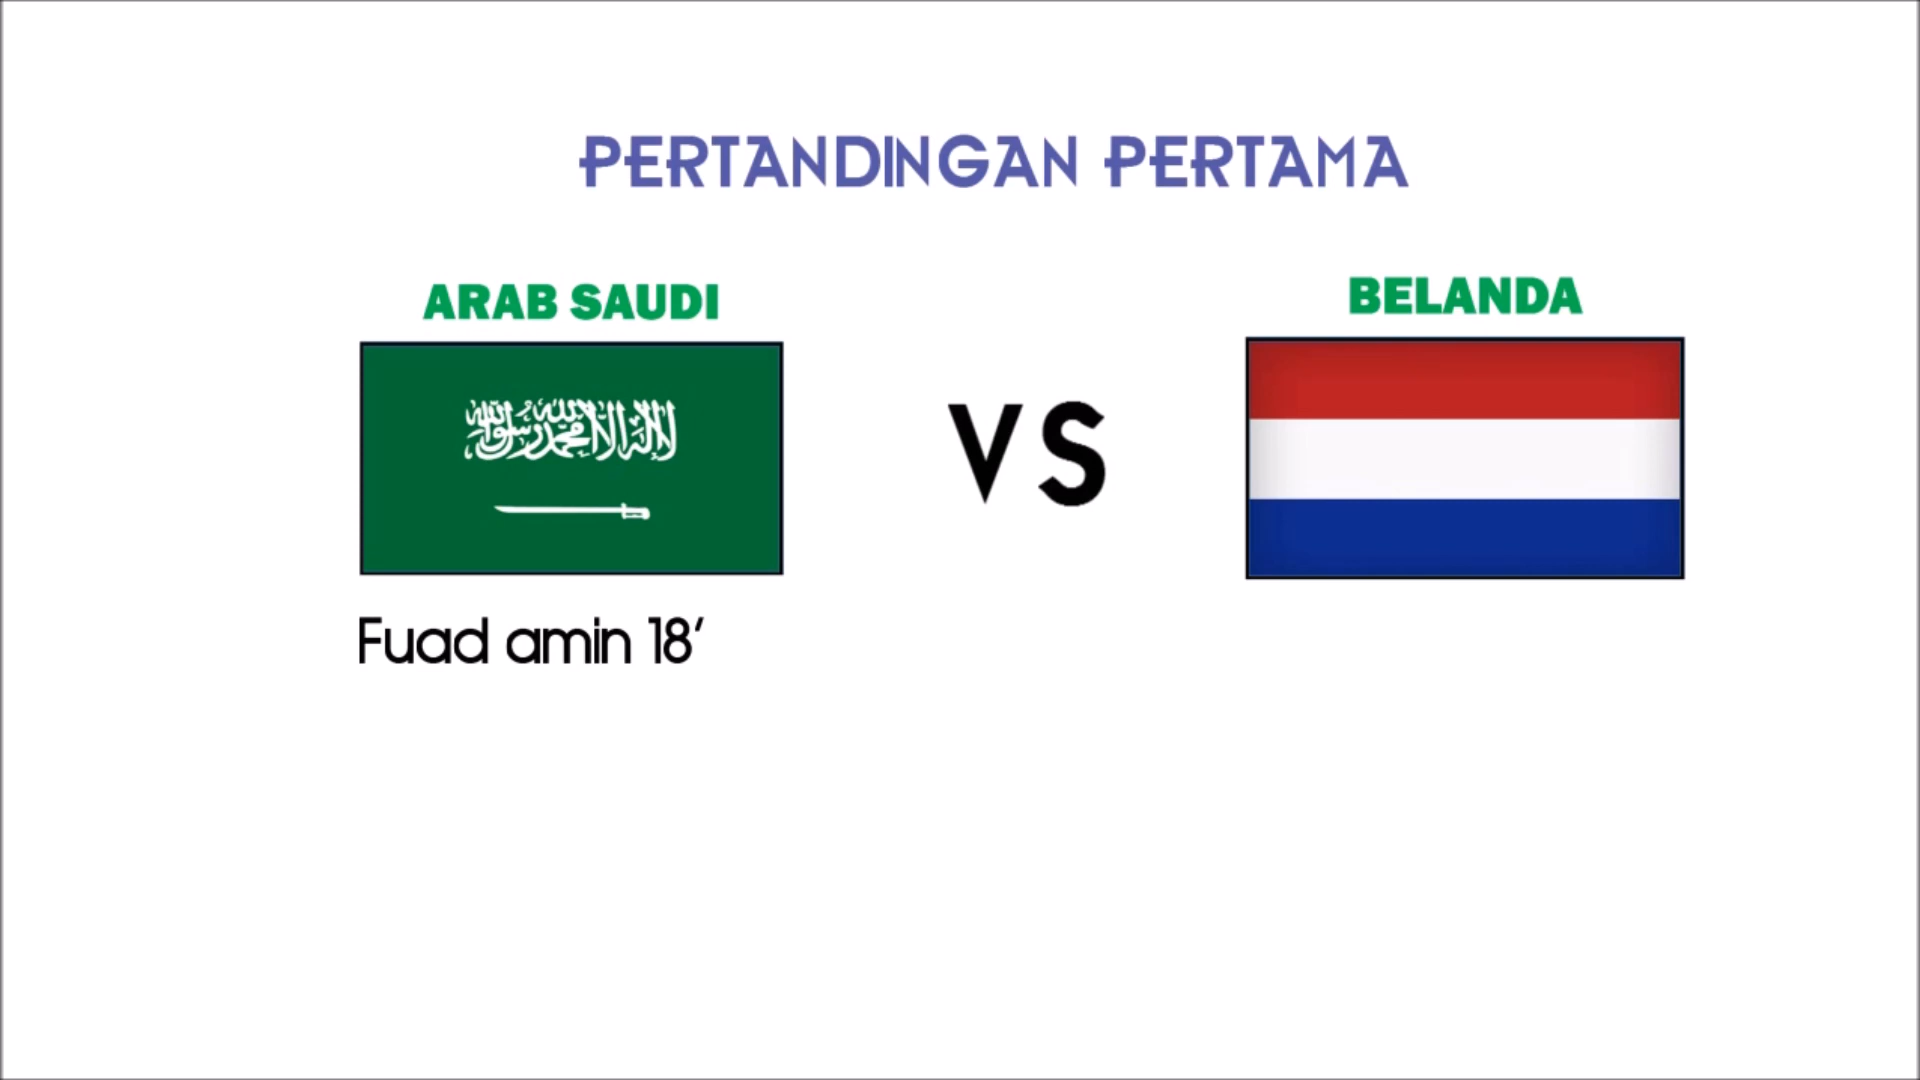 PERTANDINGAN PERTAMA
ARAB SAUDI
BELANDA
لا إله إلا الله محمد رسول الله
VS
Fuad amin 18'